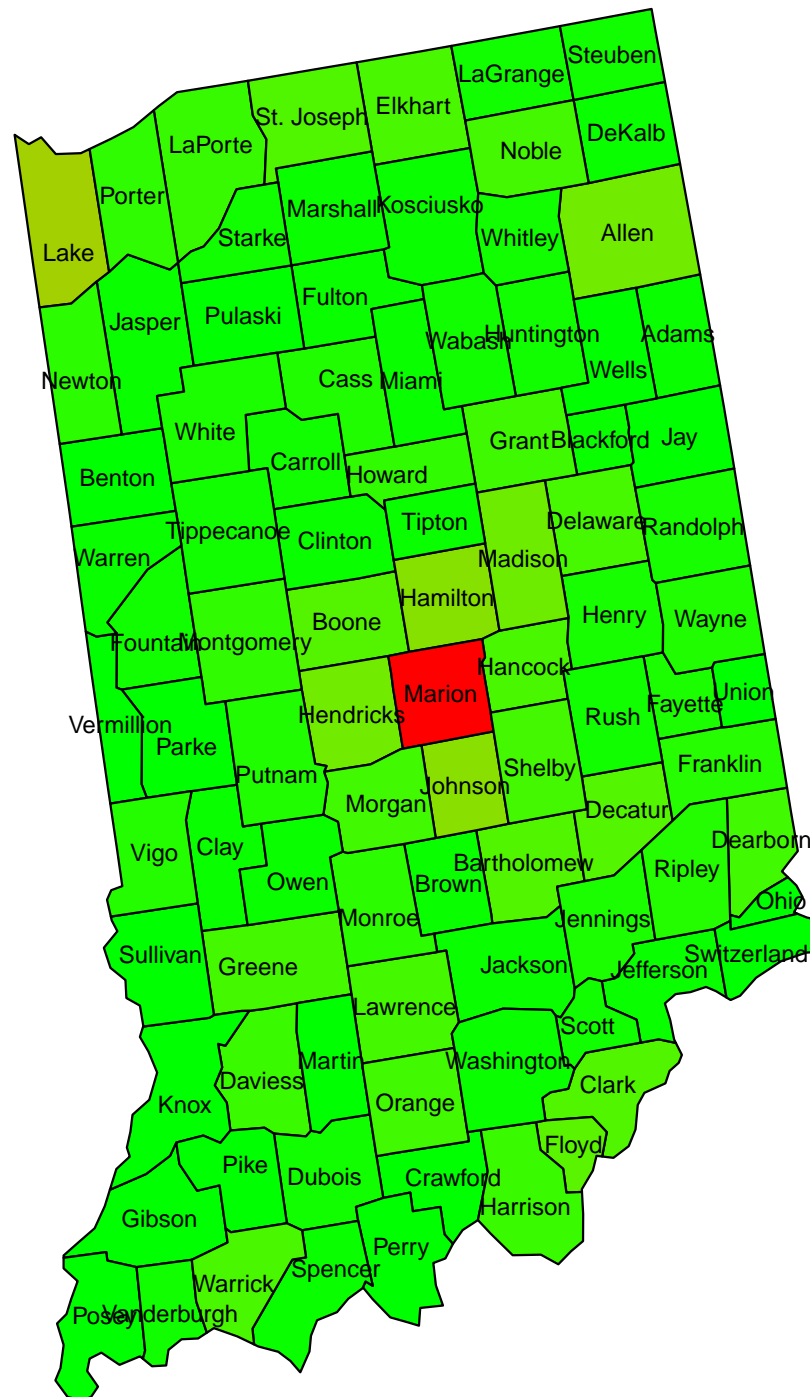 Steuben
LaGrange
Elkhart
St. Joseph
LaPorte
DeKalb
Noble
Porter
Kosciusko
Marshall
Allen
Whitley
Starke
Lake
Fulton
Pulaski
Jasper
Adams
Huntington
Wabash
Wells
Newton
Cass
Miami
White
Jay
Blackford
Grant
Carroll
Howard
Benton
Randolph
Delaware
Tipton
Tippecanoe
Clinton
Madison
Warren
Hamilton
Henry
Wayne
Boone
Fountain
Montgomery
Hancock
Marion
Union
Fayette
Hendricks
Rush
Vermillion
Parke
Franklin
Shelby
Putnam
Johnson
Morgan
Decatur
Dearborn
Clay
Vigo
Bartholomew
Ripley
Owen
Brown
Ohio
Monroe
Jennings
Sullivan
Switzerland
Greene
Jackson
Jefferson
Lawrence
Scott
Martin
Washington
Daviess
Clark
Knox
Orange
Floyd
Pike
Dubois
Crawford
Harrison
Gibson
Perry
Spencer
Warrick
Posey
Vanderburgh